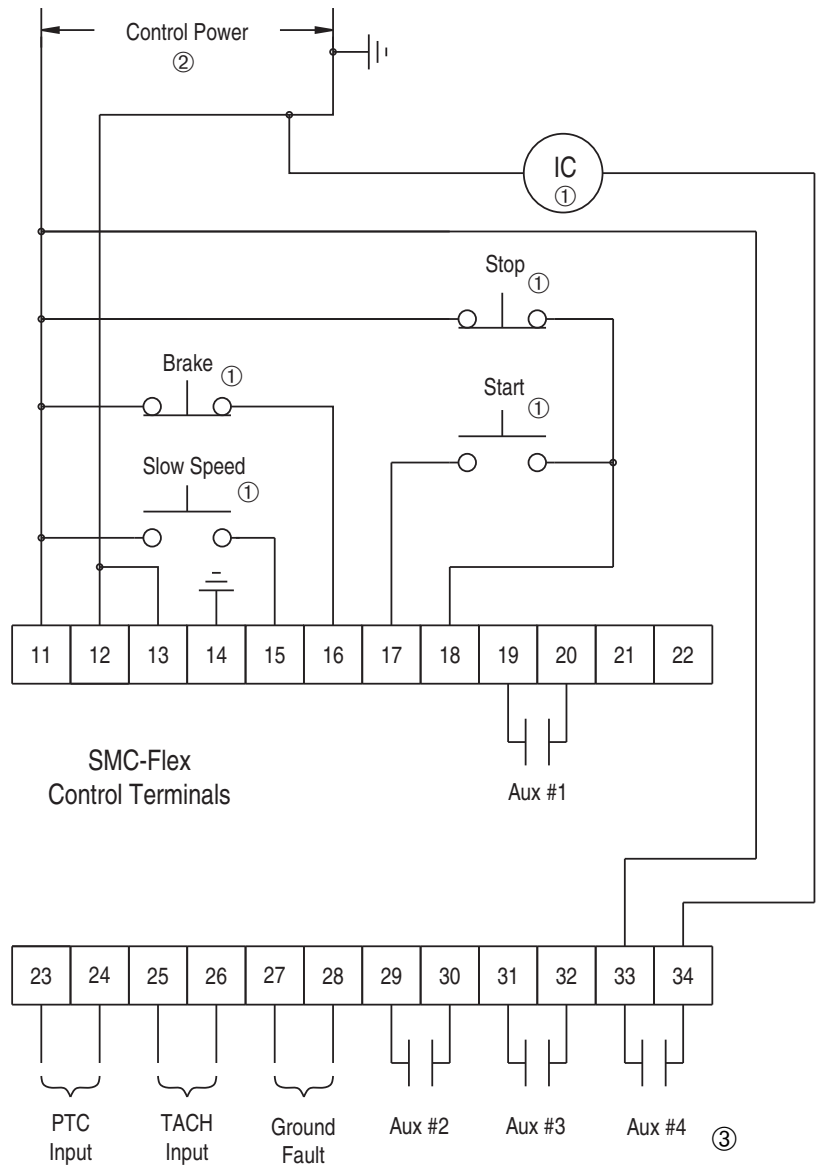 Control Power
②
IC
①
Stop ①
Brake ①
Start ①
Slow Speed ①
11 12 13 14 15 16 17 18 19 20 21 22
SMC-Flex
Control Terminals
Aux #1
23 24 25 26 27 28 29 30 31 32 33 34
PTC
Input
TACH
Input
Ground
Fault
Aux #2
Aux #3
Aux #4 ③